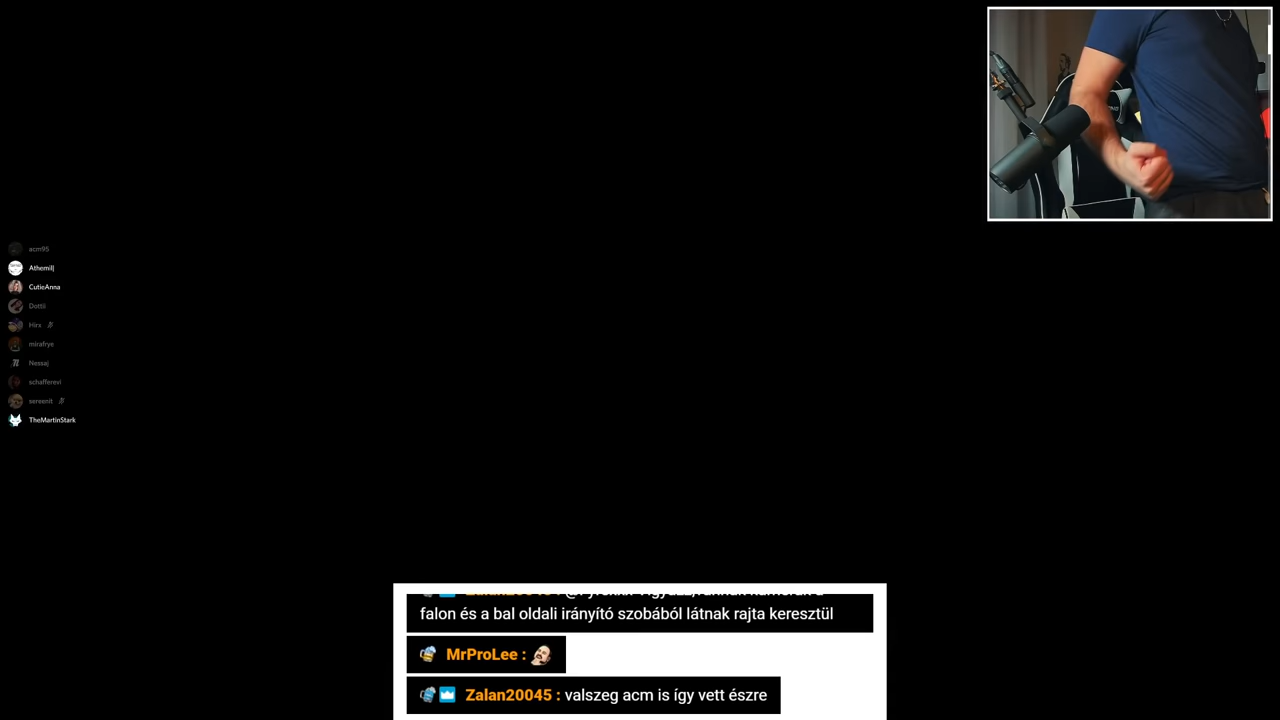 acm95
Athemil|
CutieAnna
Dottii
Hirx
mirafrye
Nessaj
schafferevi
sereenit
TheMartinStark
falon és a bal oldali irányító szobából látnak rajta keresztül
MrProLee :
Zalan20045 : valszeg acm is így vett észre